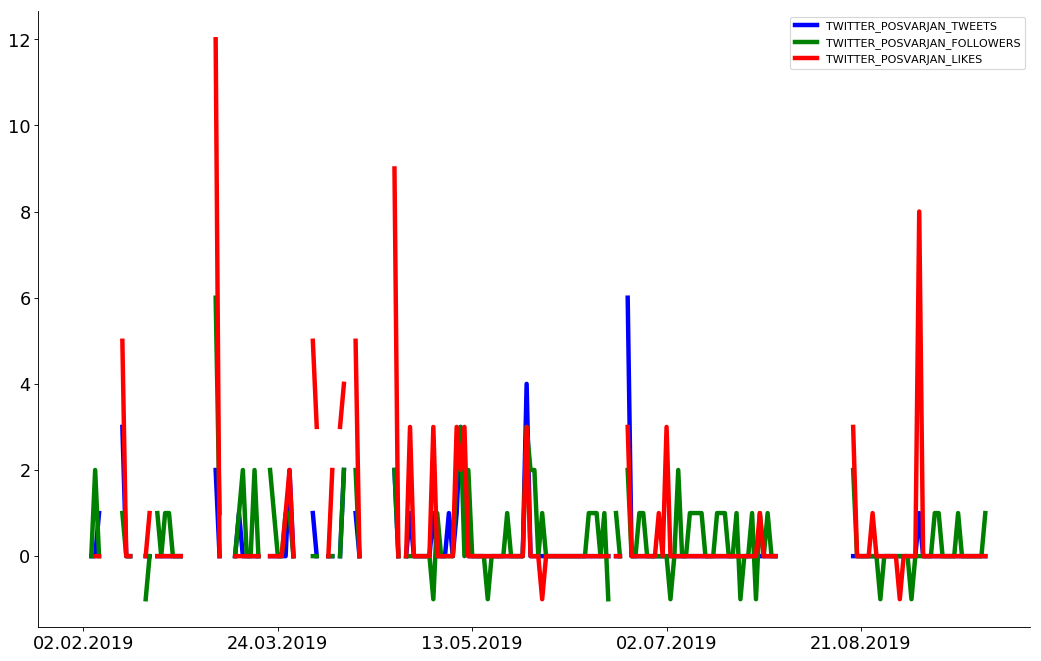 TWITTER_POSVARJAN_TWEETS
TWITTER_POSVARJAN_FOLLOWERS
TWITTER_POSVARJAN_LIKES
12
10
8
6
4
2
0
02.02.2019 24.03.2019 13.05.2019 02.07.2019 21.08.2019